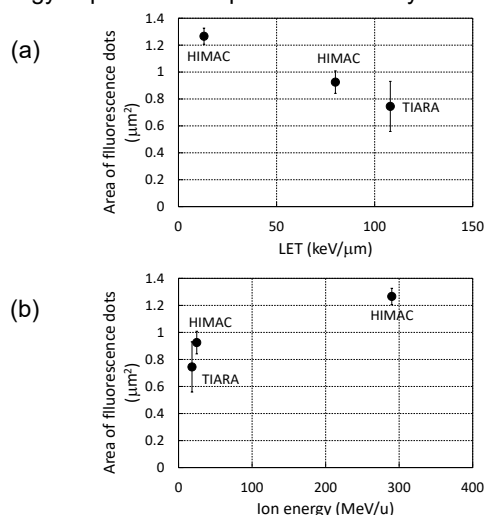 (a)
Area of flluorescence dots
(μm²)
1.4
1.2
1
0.8
0.6
0.4
0.2
0
HIMAC
HIMAC
TIARA
0 50 100 150
LET (keV/μm)
(b)
Area of flluorescence dots
(μm²)
1.4
1.2
1
0.8
0.6
0.4
0.2
0
HIMAC
HIMAC
TIARA
0 100 200 300 400
Ion energy (MeV/u)